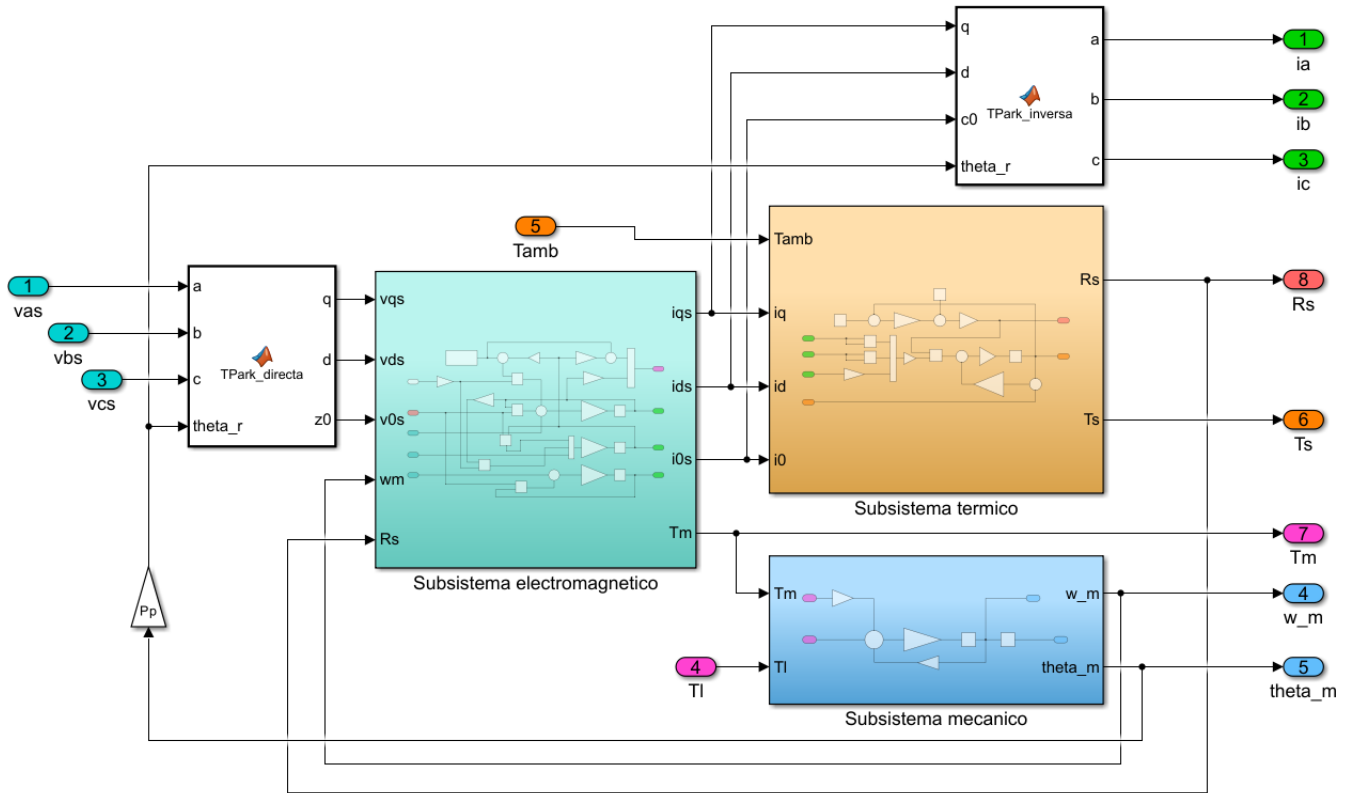 q
d
c0
theta_r
TPark_inversa
a
b
c
1
ia
2
ib
3
ic
5
Tamb
Tamb
iq
id
i0
Rs
Ts
Subsistema termico
8
Rs
6
Ts
1
vas
2
vbs
3
vcs
a
b
c
theta_r
TPark_directa
q
d
z0
vqs
vds
v0s
wm
Rs
iqs
ids
i0s
Tm
Subsistema electromagnetico
7
Tm
Pp
4
Tl
Tm
Tl
w_m
theta_m
Subsistema mecanico
4
w_m
5
theta_m